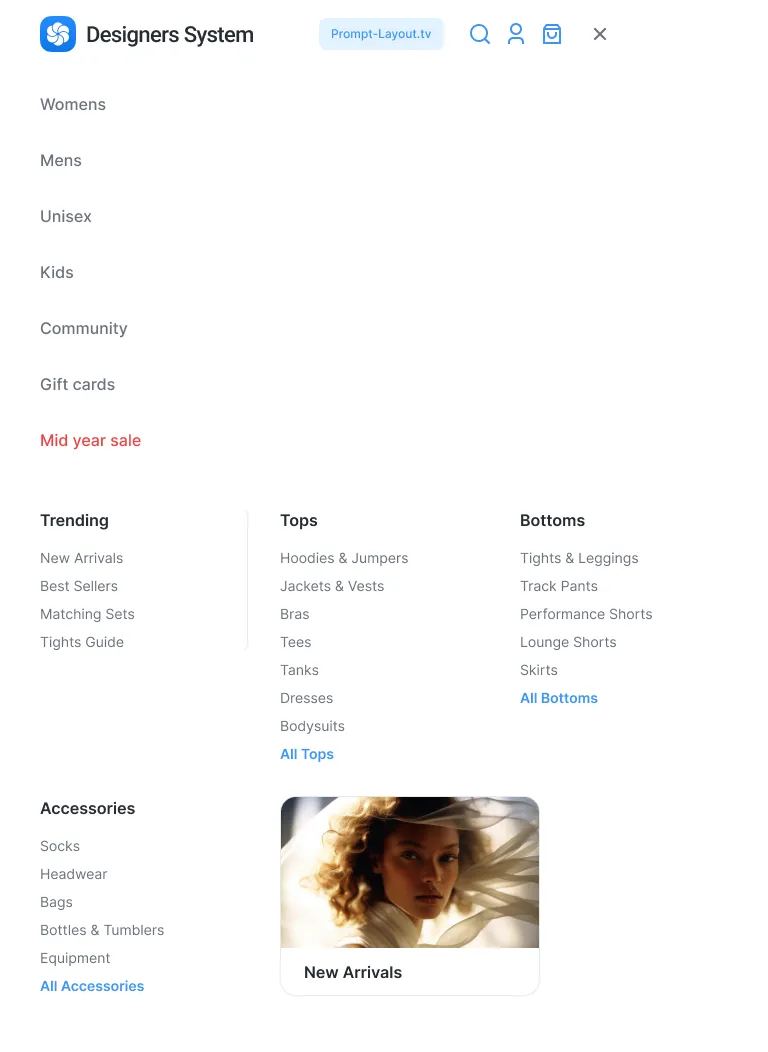 Designers System
Prompt-Layout.tv
Womens
Mens
Unisex
Kids
Community
Gift cards
Mid year sale
Trending
New Arrivals
Best Sellers
Matching Sets
Tights Guide
Tops
Hoodies & Jumpers
Jackets & Vests
Bras
Tees
Tanks
Dresses
Bodysuits
All Tops
Bottoms
Tights & Leggings
Track Pants
Performance Shorts
Lounge Shorts
Skirts
All Bottoms
Accessories
Socks
Headwear
Bags
Bottles & Tumblers
Equipment
All Accessories
New Arrivals